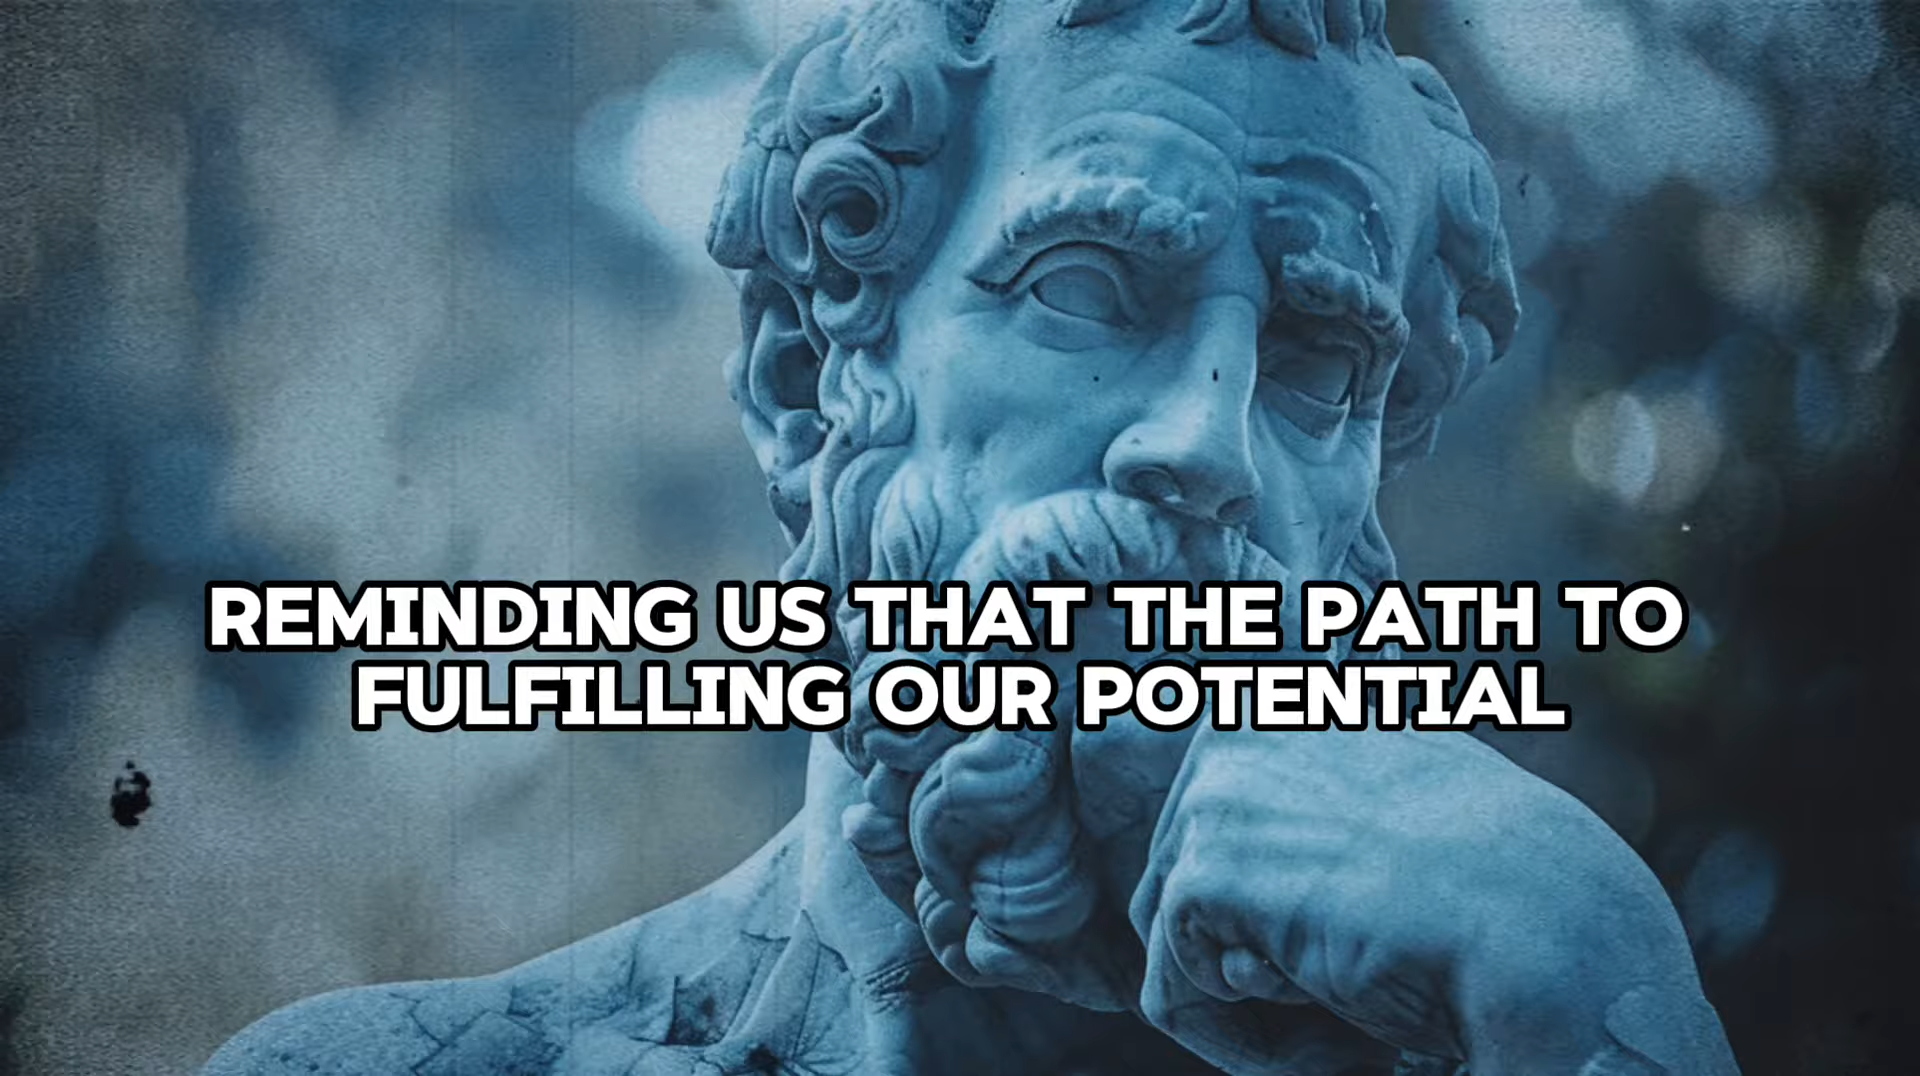 REMINDING US THAT THE PATH TO
FULFILLING OUR POTENTIAL